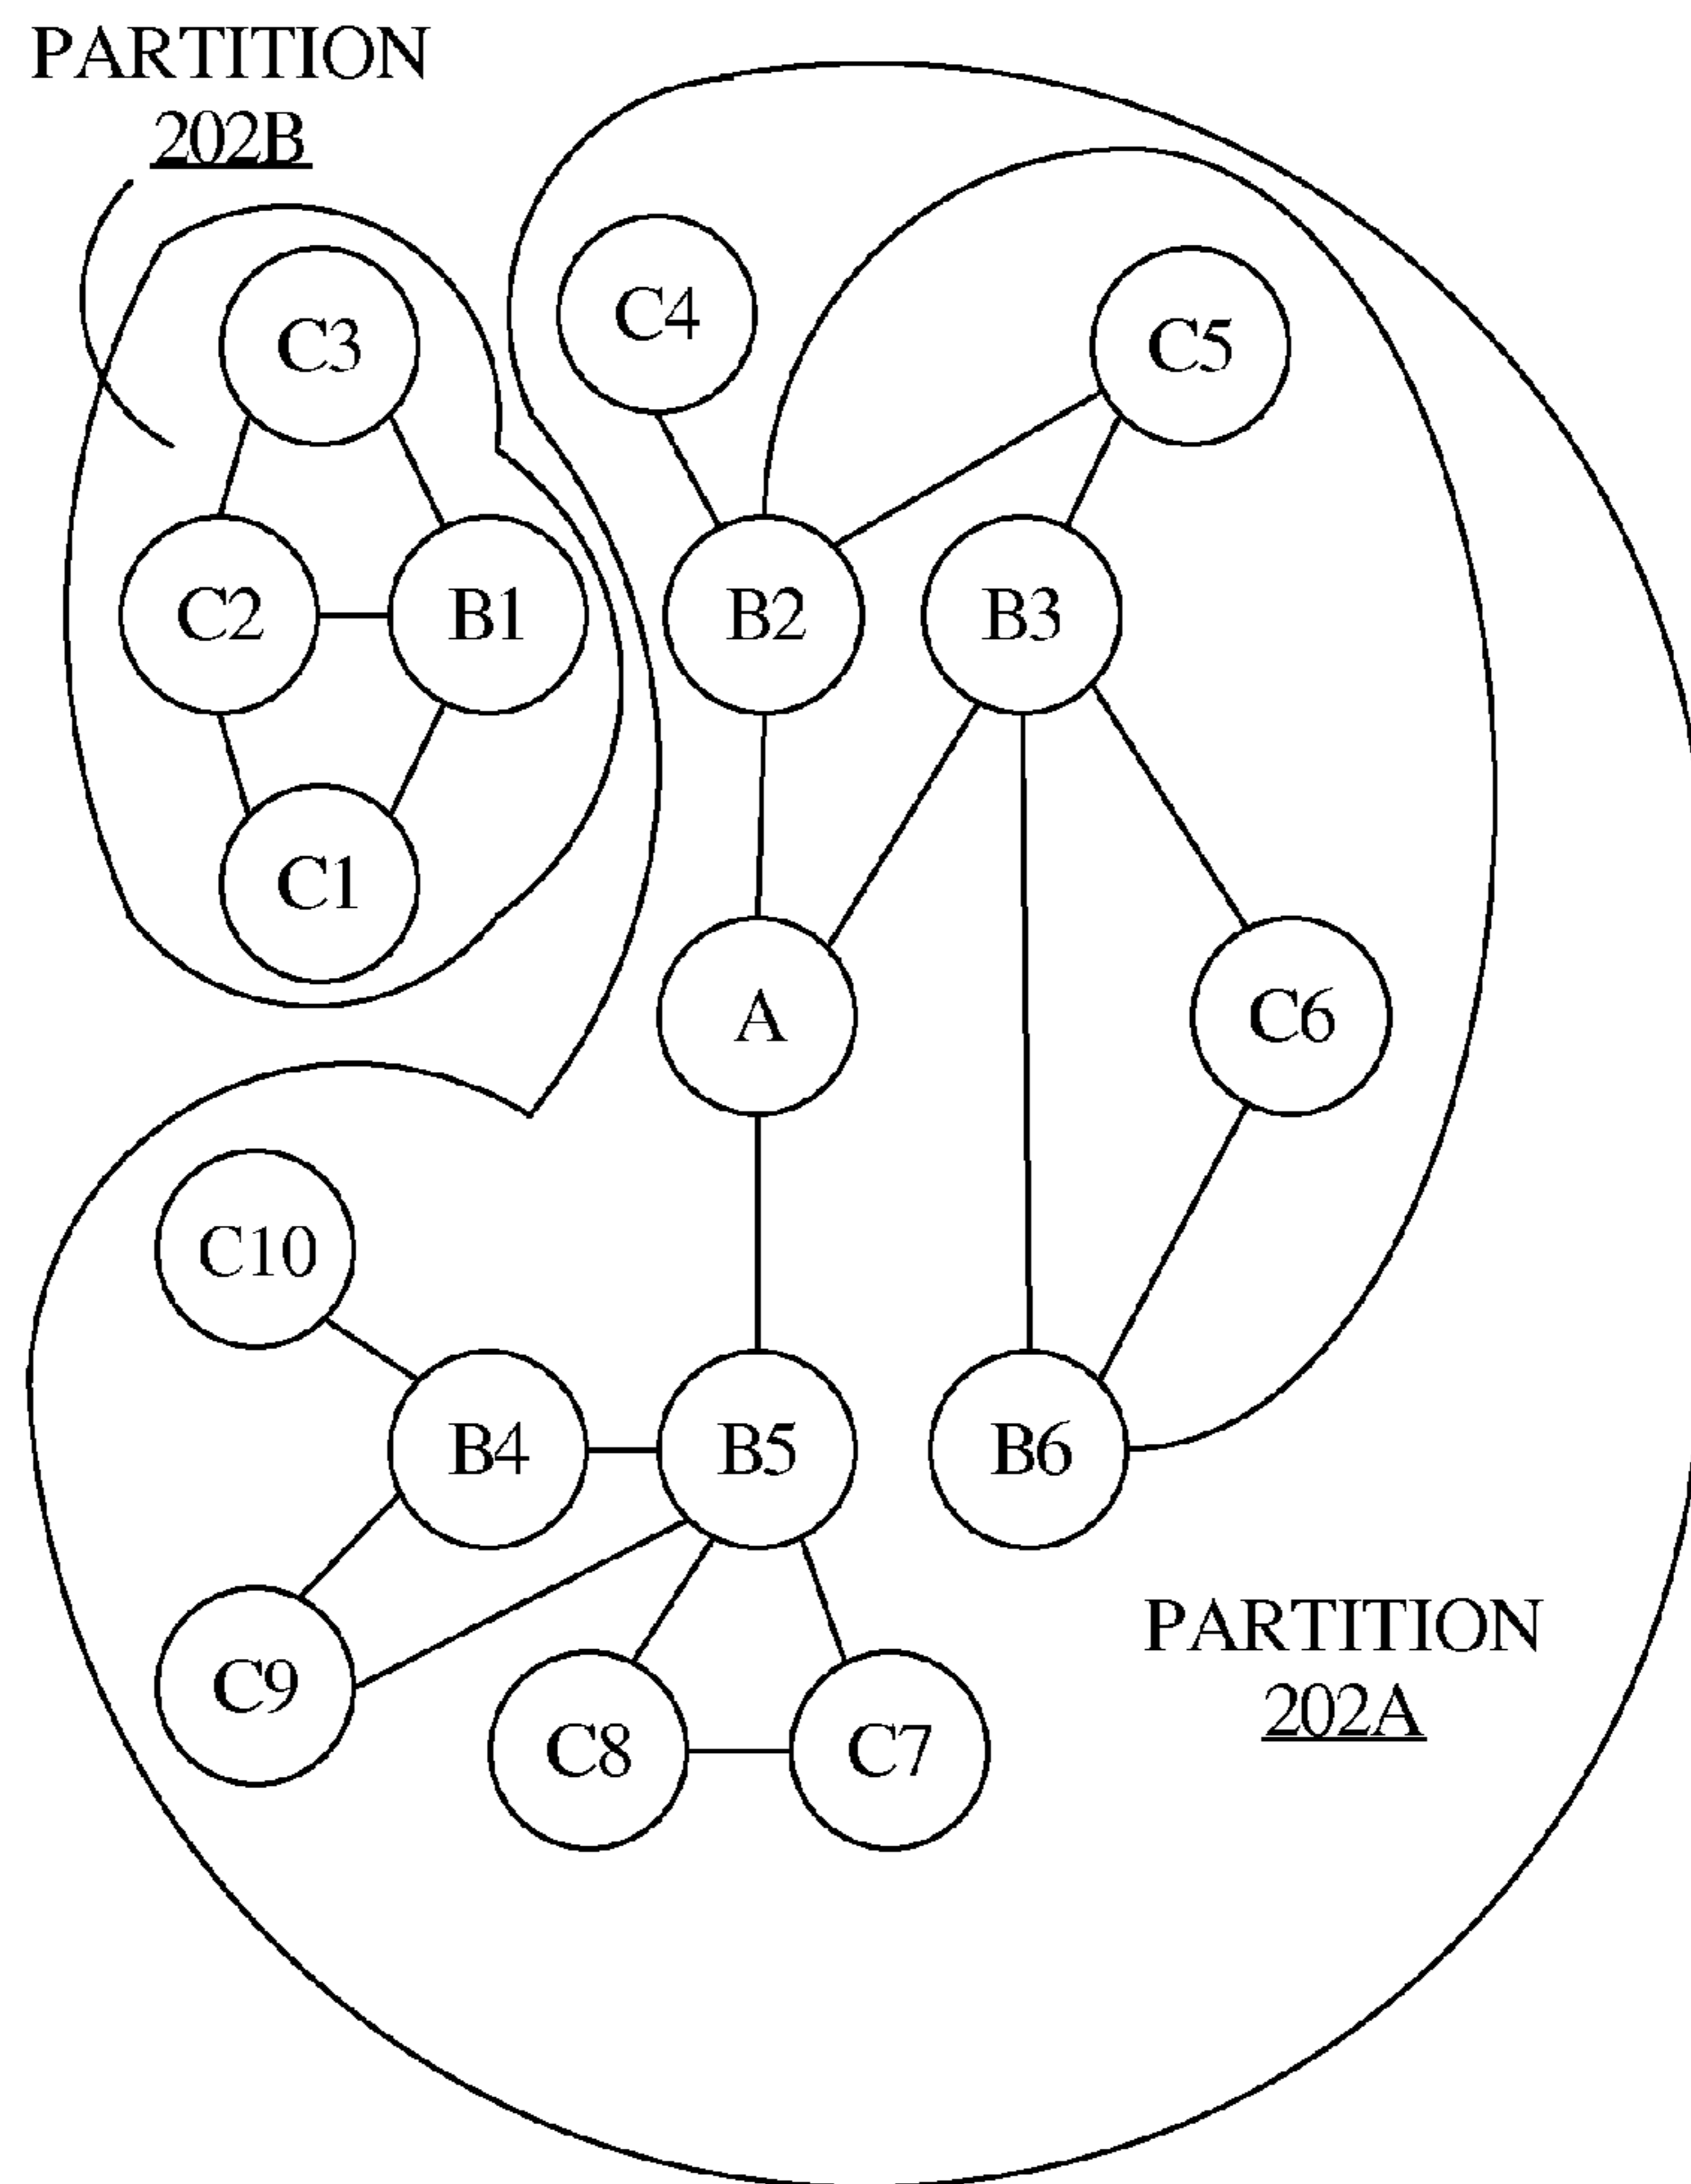 PARTITION
202B
C3
C4
C5
C2
B1
B2
B3
C1
A
C6
C10
B4
B5
B6
C9
C8
C7
PARTITION
202A